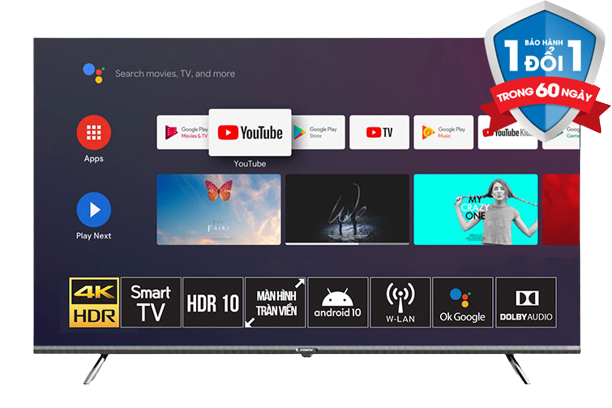 BẢO HÀNH
1 ĐỔI 1
TRONG 60 NGÀY
Search movies, TV, and more
Apps
Google Play
Movies & TV
YouTube
Google Play
Store
TV
Google Play
Music
YouTube Kids
Google
Game
YouTube
Play Next
THE
FAIRY
MY
CRAZY
ONE
4K
HDR
Smart
TV
HDR 10
MÀN HÌNH
TRÀN VIỀN
android 10
W-LAN
Ok Google
DOLBY AUDIO